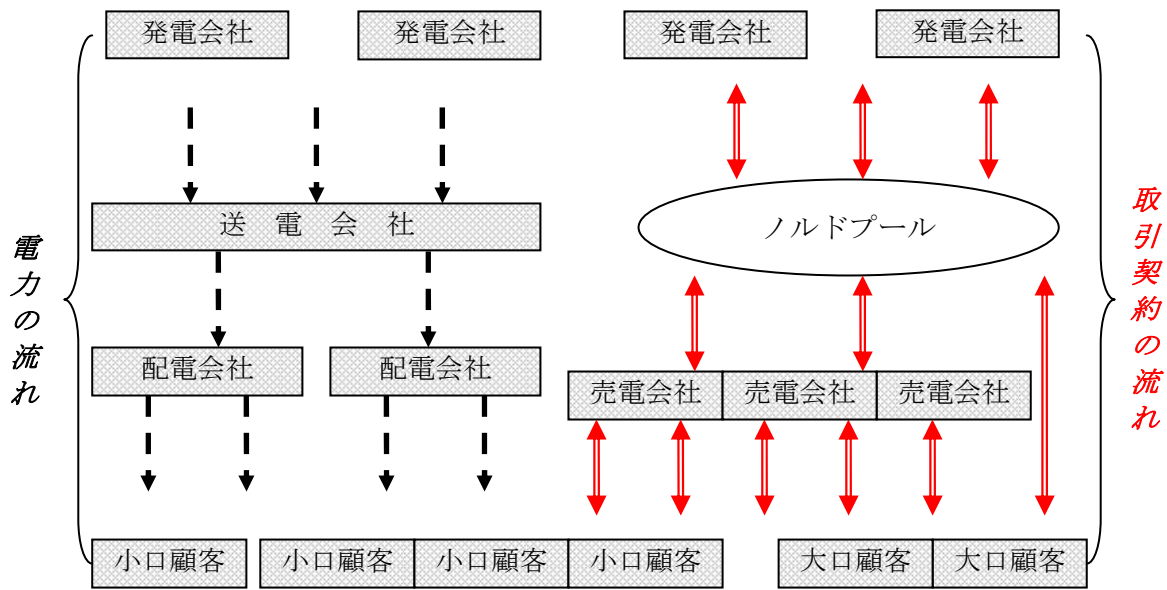 発電会社
発電会社
発電会社
発電会社
送電会社
ノルドプール
電力の流れ
取引契約の流れ
配電会社
配電会社
売電会社
売電会社
売電会社
小口顧客
小口顧客
小口顧客
小口顧客
大口顧客
大口顧客